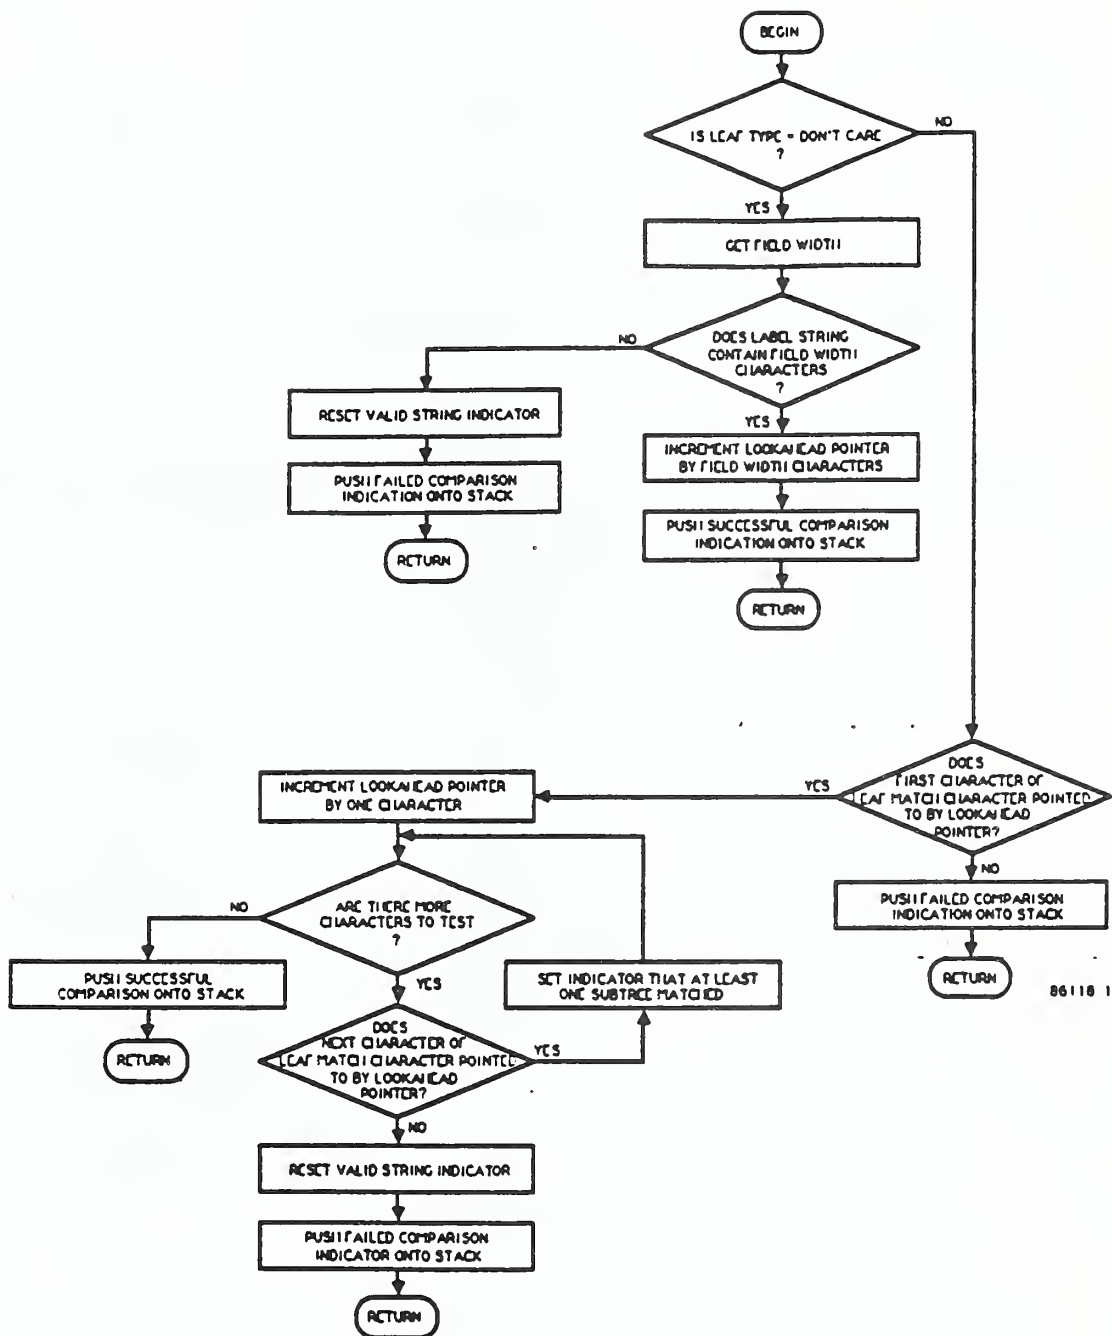 BEGIN
NO
IS LEAF TYPE = DON'T CARE
?
YES
GET FIELD WIDTH
NO
DOES LABEL STRING
CONTAIN FIELD WIDTH
CHARACTERS
?
RESET VALID STRING INDICATOR
YES
INCREMENT LOOKAHEAD POINTER
BY FIELD WIDTH CHARACTERS
PUSH FAILED COMPARISON
INDICATION ONTO STACK
PUSH SUCCESSFUL COMPARISON
INDICATION ONTO STACK
RETURN
RETURN
DOES
FIRST CHARACTER OF
LEAF MATCH CHARACTER POINTED
TO BY LOOKAHEAD
POINTER?
YES
INCREMENT LOOKAHEAD POINTER
BY ONE CHARACTER
NO
PUSH FAILED COMPARISON
INDICATION ONTO STACK
RETURN
NO
ARE THERE MORE
CHARACTERS TO TEST
?
PUSH SUCCESSFUL
COMPARISON ONTO STACK
YES
SET INDICATOR THAT AT LEAST
ONE SUBTREE MATCHED
86118 1
RETURN
DOES
NEXT CHARACTER OF
LEAF MATCH CHARACTER POINTED
TO BY LOOKAHEAD
POINTER?
YES
NO
RESET VALID STRING INDICATOR
PUSH FAILED COMPARISON
INDICATOR ONTO STACK
RETURN